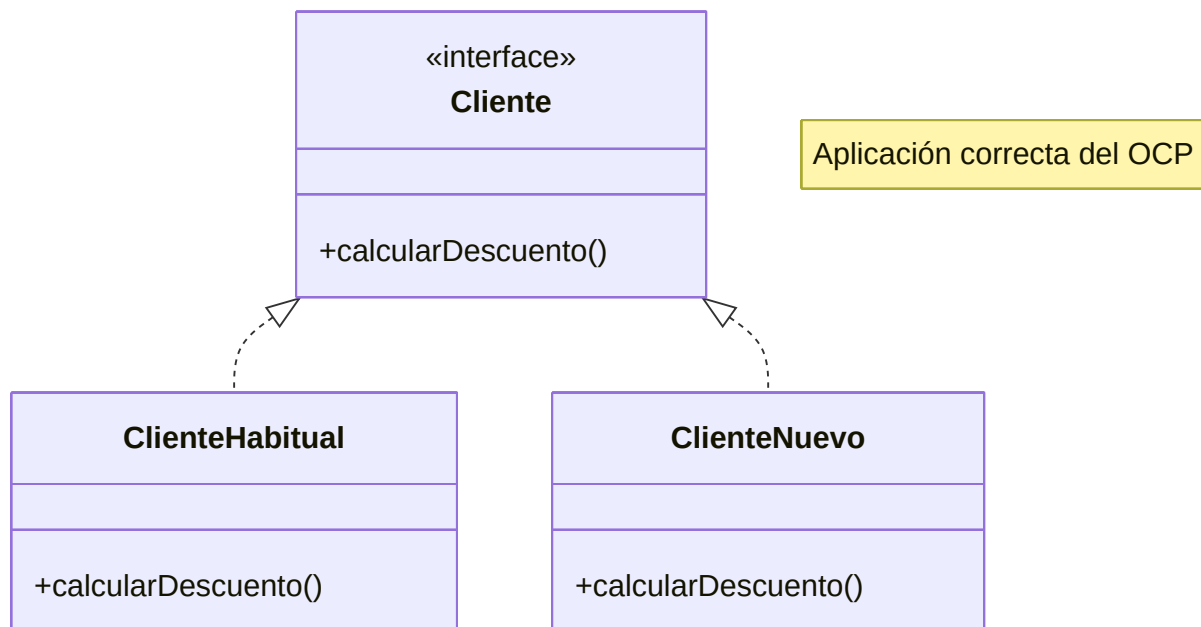 «interface»
Cliente
Aplicación correcta del OCP
+calcularDescuento()
ClienteHabitual
ClienteNuevo
+calcularDescuento()
+calcularDescuento()